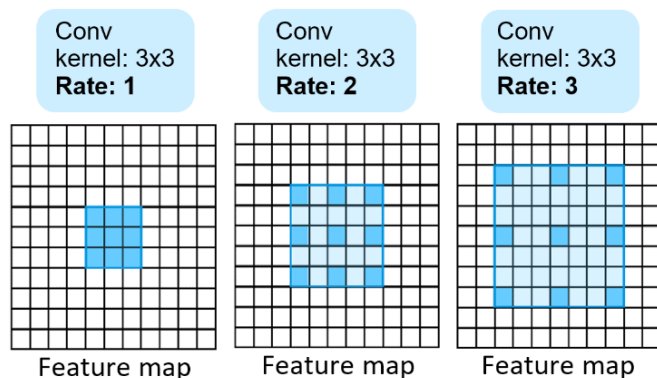 Conv
kernel: 3x3
Rate: 1
Conv
kernel: 3x3
Rate: 2
Conv
kernel: 3x3
Rate: 3
Feature map
Feature map
Feature map